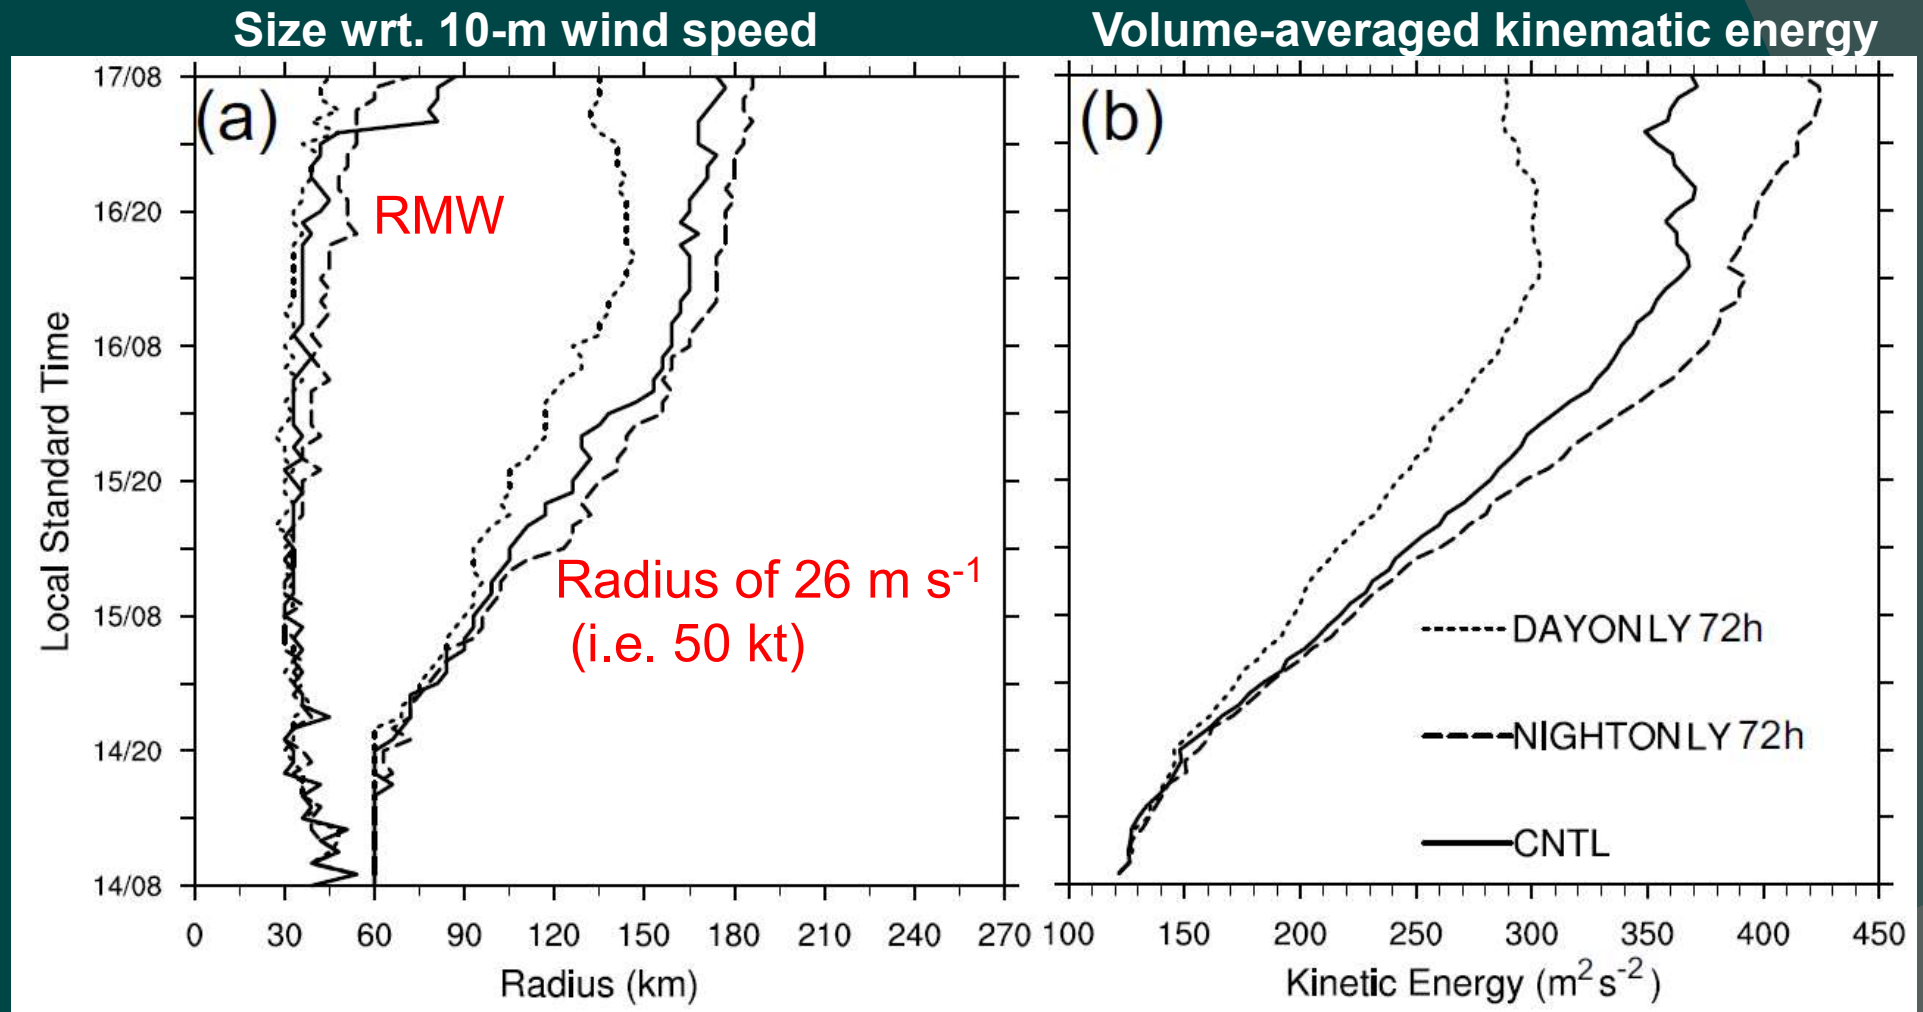 Size wrt. 10-m wind speed
Volume-averaged kinematic energy
(a)
(b)
17/08
16/20
16/08
15/20
15/08
14/20
14/08
Local Standard Time
RMW
Radius of 26 m s⁻¹
(i.e. 50 kt)
DAYONLY 72h
NIGHTONLY 72h
CNTL
0 30 60 90 120 150 180 210 240 270
100 150 200 250 300 350 400 450
Radius (km)
Kinetic Energy (m² s⁻²)